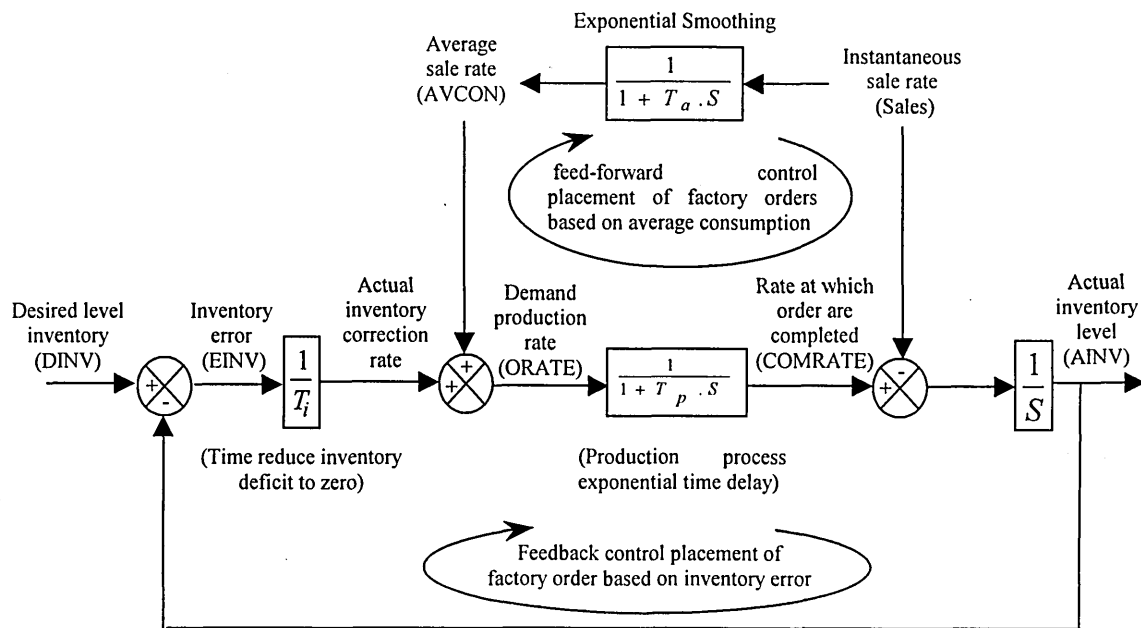 Exponential Smoothing
Average
sale rate
(AVCON)
1
1 + T a . S
Instantaneous
sale rate
(Sales)
feed-forward control
placement of factory orders
based on average consumption
Desired level
inventory
(DINV)
Inventory
error
(EINV)
Actual
inventory
correction
rate
Demand
production
rate
(ORATE)
Rate at which
order are
completed
(COMRATE)
Actual
inventory
level
(AINV)
+
-
1
Ti
+
+
1
1 + T p . S
-
+
1
S
(Time reduce inventory
deficit to zero)
(Production process
exponential time delay)
Feedback control placement of
factory order based on inventory error